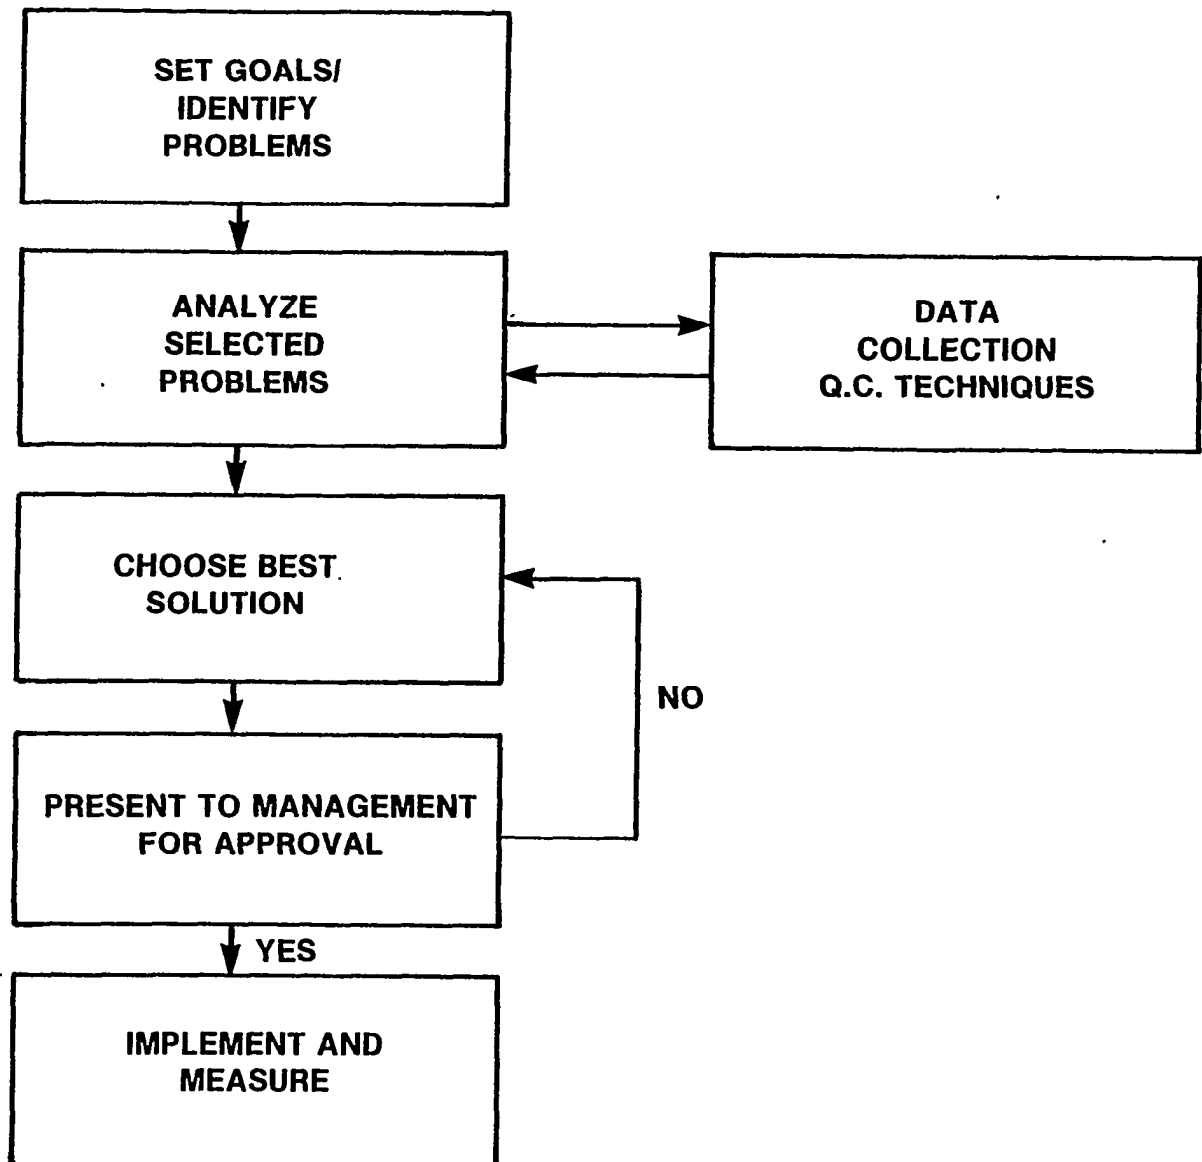 SET GOALS/
IDENTIFY
PROBLEMS
ANALYZE
SELECTED
PROBLEMS
DATA
COLLECTION
Q.C. TECHNIQUES
CHOOSE BEST
SOLUTION
NO
PRESENT TO MANAGEMENT
FOR APPROVAL
YES
IMPLEMENT AND
MEASURE